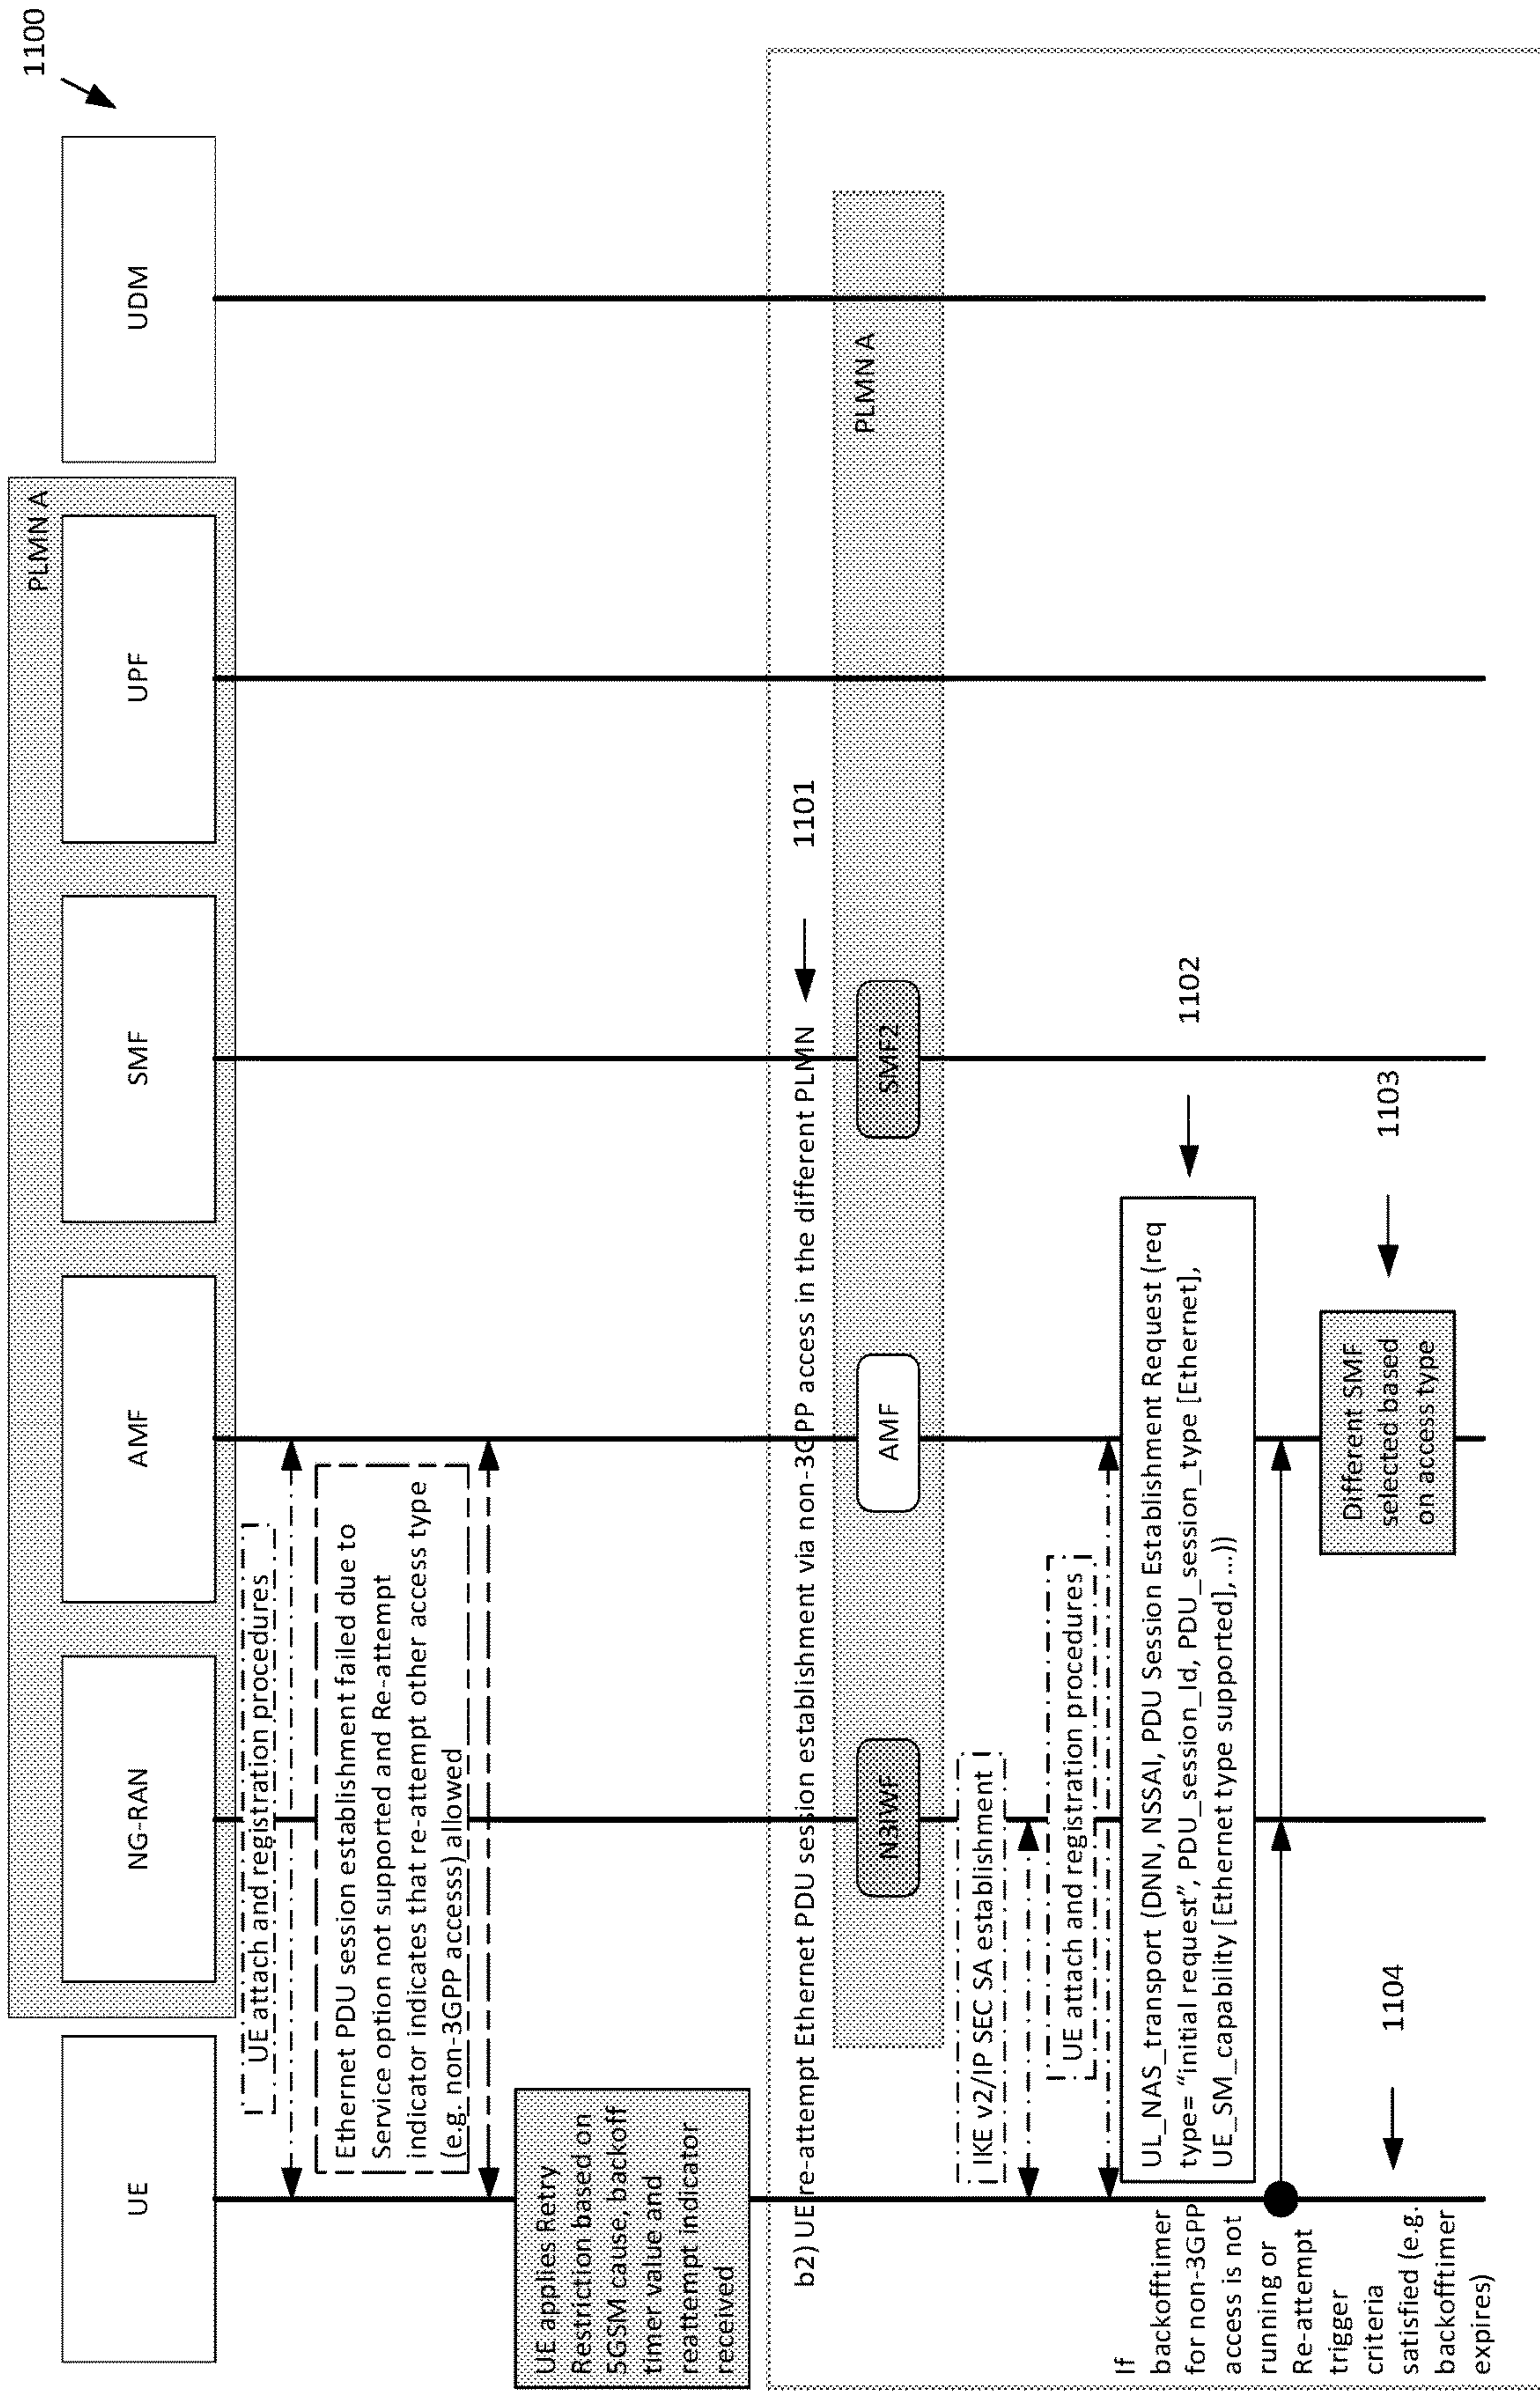 1100
PLMN A
UE
NG-RAN
AMF
SMF
UPF
UDM
UE attach and registration procedures
Ethernet PDU session establishment failed due to
Service option not supported and Re-attempt
indicator indicates that re-attempt other access type
(e.g. non-3GPP accesss) allowed
UE applies Retry
Restriction based on
5GSM cause, backoff
timer value and
reattempt indicator
received
b2) UE re-attempt Ethernet PDU session establishment via non-3GPP access in the different PLMN
1101
N3IWF
AMF
SMF2
PLMN A
IKE v2/IP SEC SA establishment
UE attach and registration procedures
UL_NAS_transport (DNN, NSSAI, PDU Session Establishment Request (req
type= “initial request”, PDU_session_Id, PDU_session_type [Ethernet],
UE_SM_capability [Ethernet type supported], ...))
1102
If
backofftimer
for non-3GPP
access is not
running or
Re-attempt
trigger
criteria
satisfied (e.g.
backofftimer
expires)
1104
Different SMF
selected based
on access type
1103